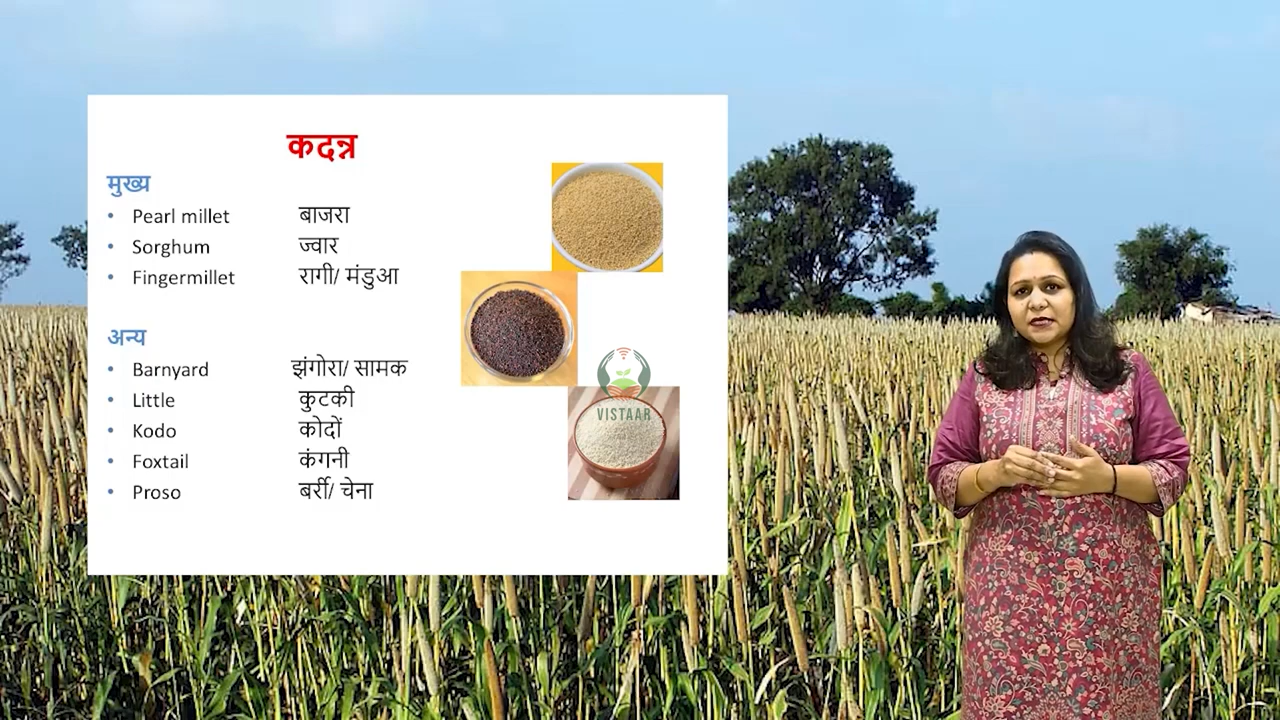 कदन्न
मुख्य
• Pearl millet बाजरा
• Sorghum ज्वार
• Fingermillet रागी/ मंडुआ
अन्य
• Barnyard झंगोरा/ सामक
• Little कुटकी
• Kodo कोदों
• Foxtail कंगनी
• Proso बर्री/ चेना
VISTAAR